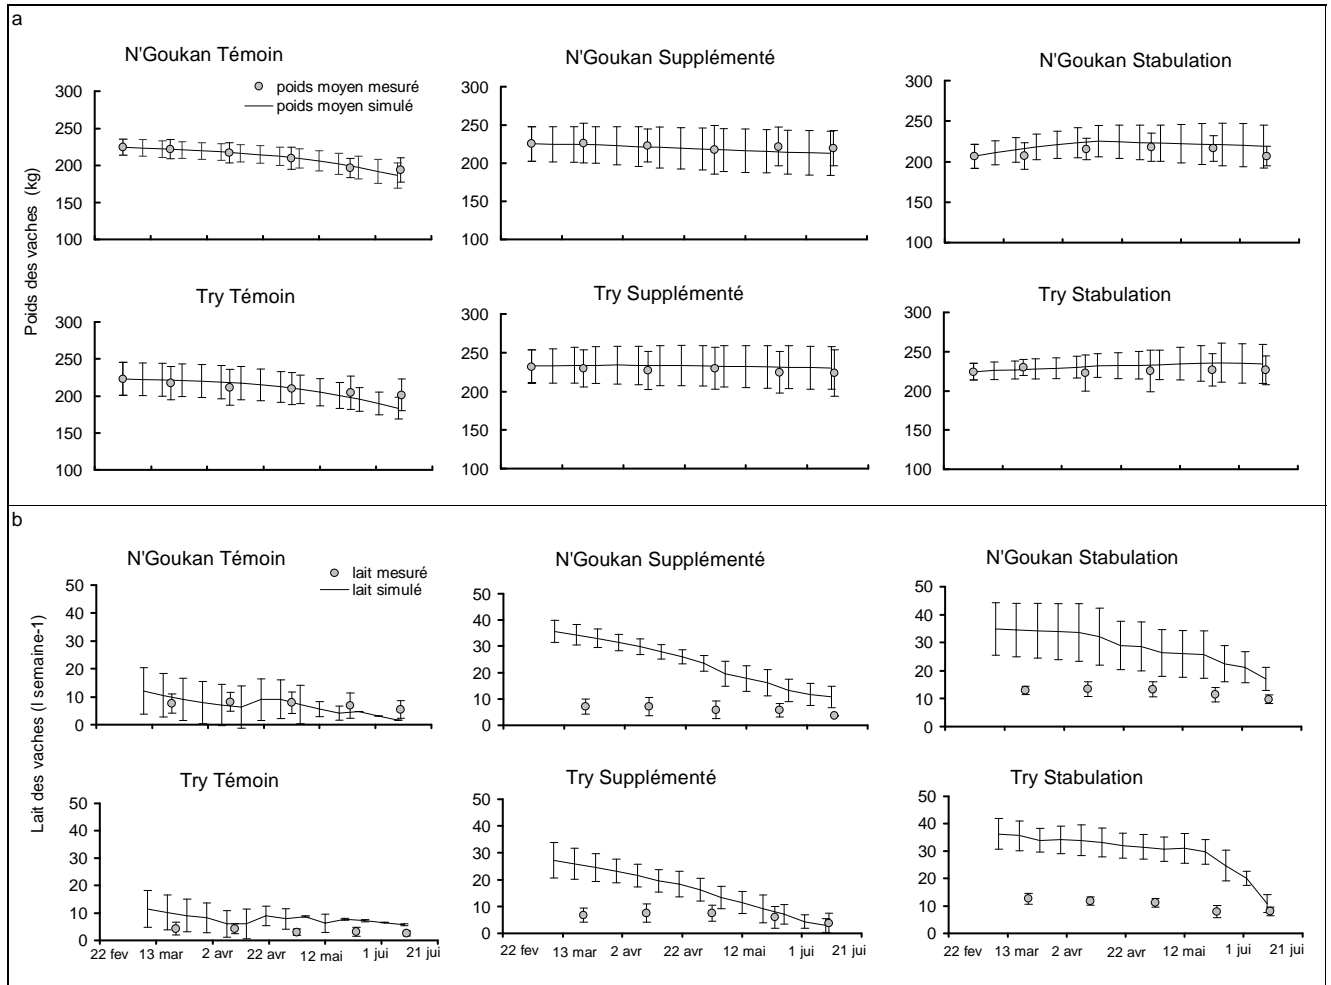 a
N'Goukan Témoin
N'Goukan Supplémenté
N'Goukan Stabulation
poids moyen mesuré
poids moyen simulé
Poids des vaches (kg)
300
250
200
150
100
300
250
200
150
100
300
250
200
150
100
Try Témoin
Try Supplémenté
Try Stabulation
300
250
200
150
100
300
250
200
150
100
300
250
200
150
100
b
N'Goukan Témoin
N'Goukan Supplémenté
N'Goukan Stabulation
lait mesuré
lait simulé
Lait des vaches (l semaine-1)
50
40
30
20
10
0
50
40
30
20
10
0
50
40
30
20
10
0
Try Témoin
Try Supplémenté
Try Stabulation
50
40
30
20
10
0
50
40
30
20
10
0
50
40
30
20
10
0
22 fev 13 mar 2 avr 22 avr 12 mai 1 jui 21 jui
22 fev 13 mar 2 avr 22 avr 12 mai 1 jui 21 jui
22 fev 13 mar 2 avr 22 avr 12 mai 1 jui 21 jui